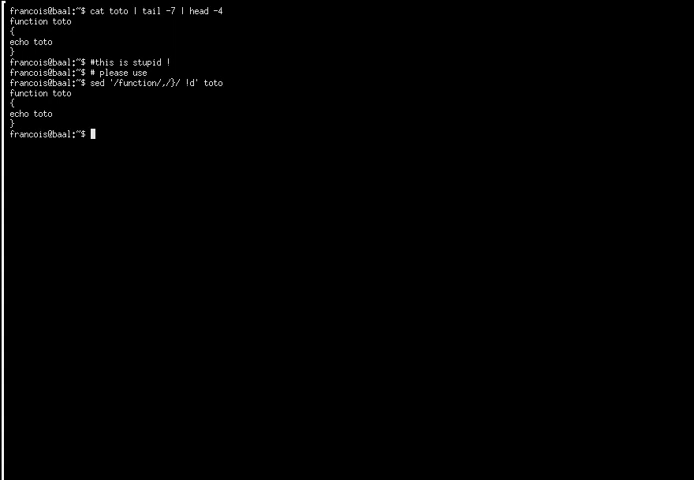 francois@baal:~$ cat toto | tail -7 | head -4
function toto
{
echo toto
}
francois@baal:~$ #this is stupid !
francois@baal:~$ # please use
francois@baal:~$ sed '/function/,/}/ !d' toto
function toto
{
echo toto
}
francois@baal:~$